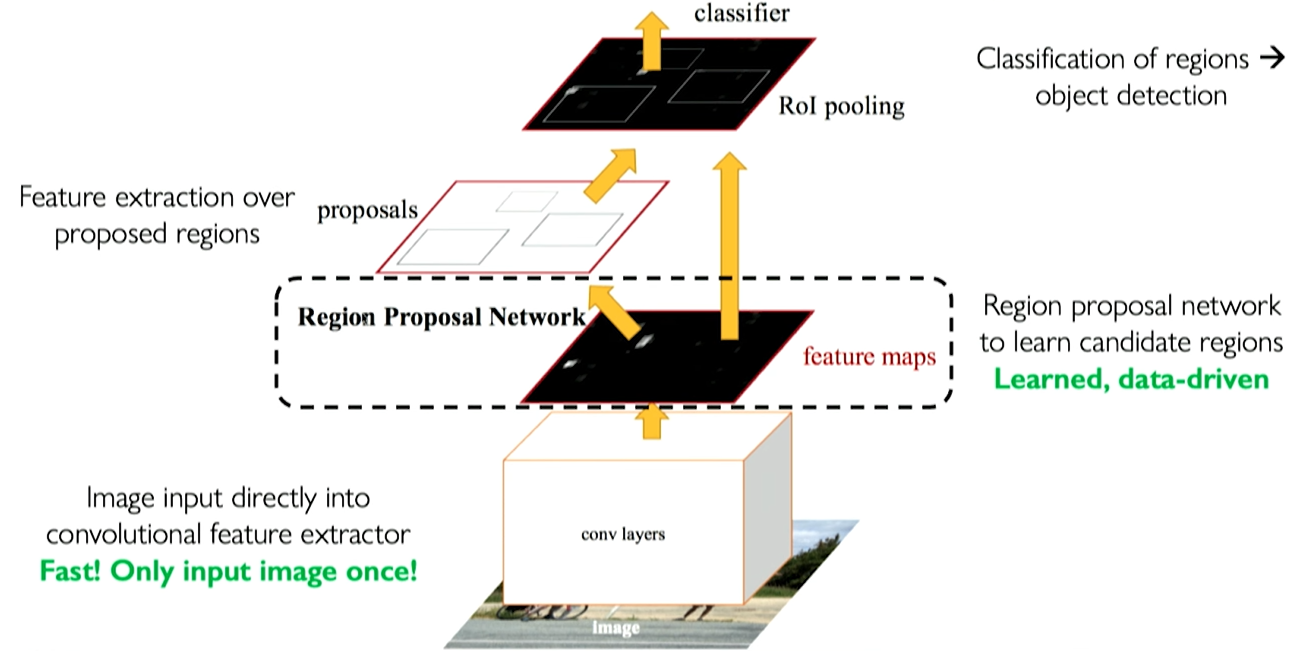 classifier
Classification of regions →
object detection
RoI pooling
Feature extraction over
proposed regions
proposals
Region Proposal Network
feature maps
Region proposal network
to learn candidate regions
Learned, data-driven
Image input directly into
convolutional feature extractor
Fast! Only input image once!
conv layers
image